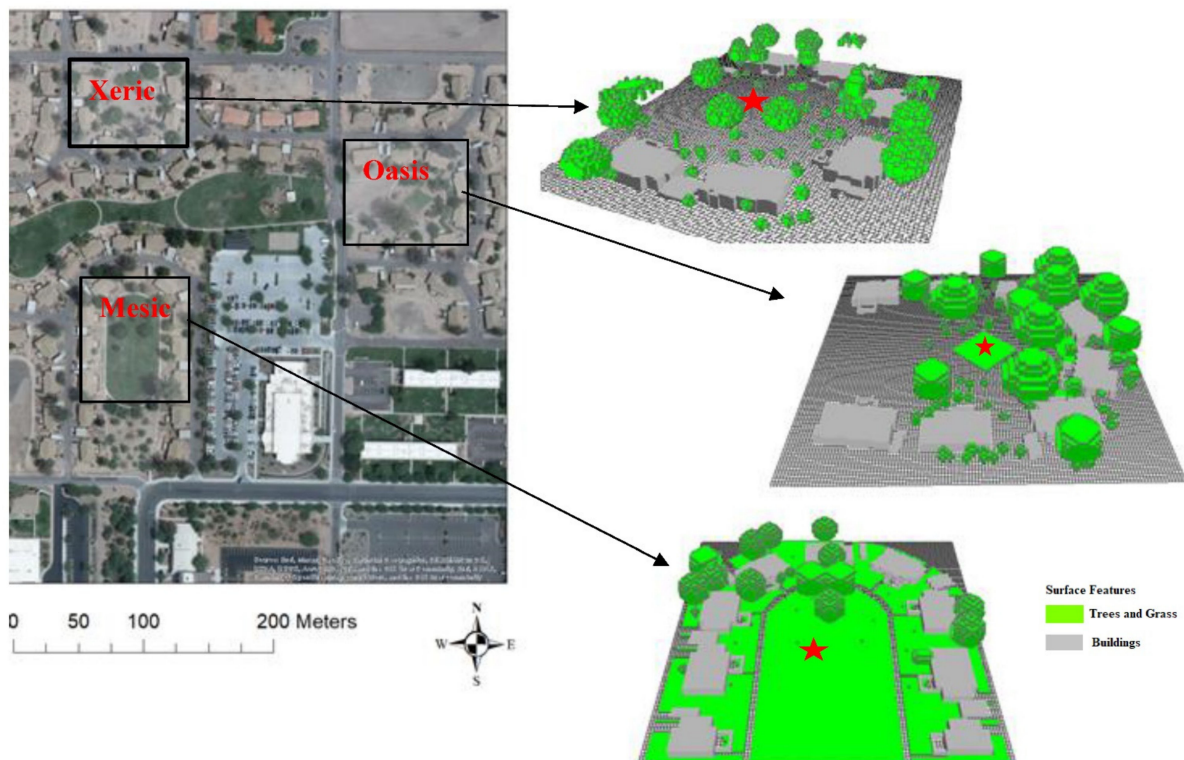 Xeric
Oasis
Mesic
0 50 100 200 Meters
N
W E
S
Surface Features
Trees and Grass
Buildings